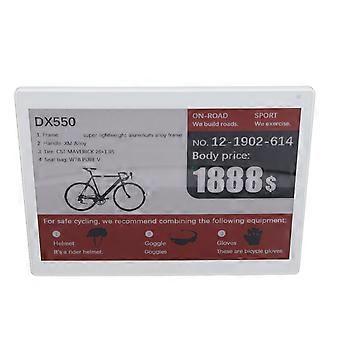 DX550
1 Frame: super lightweight aluminum alloy frame
2 Handle: XM Alloy
3 Tire: CST MAVERICK 26×1.95
4 Seat bag: WTB PURE V
ON-ROAD SPORT
We build roads. We exercise.
NO. 12-1902-614
Body price:
1888$
For safe cycling, we recommend combining the following equipment:
Helmet Goggle Gloves
It's a rider helmet. Goggles These are bicycle gloves.